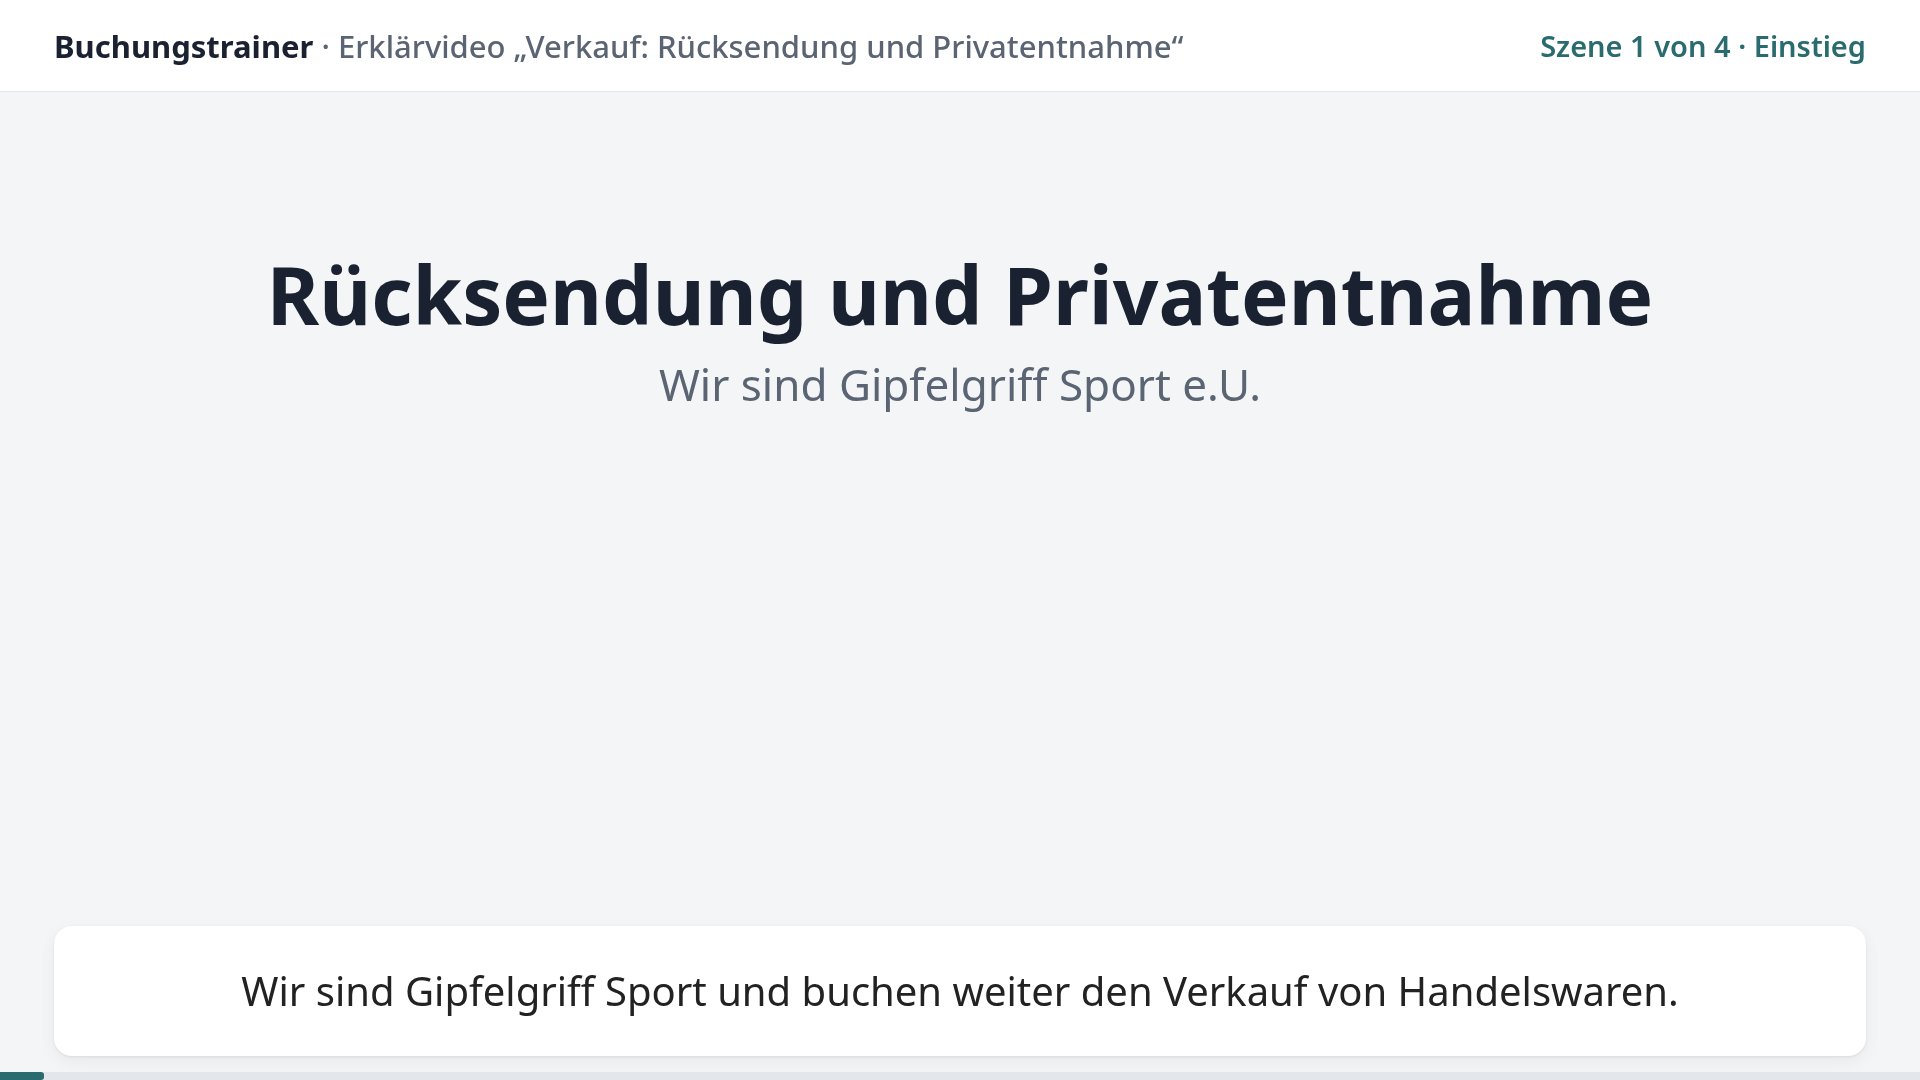 Buchungstrainer · Erklärvideo „Verkauf: Rücksendung und Privatentnahme“
Szene 1 von 4 · Einstieg
Rücksendung und Privatentnahme
Wir sind Gipfelgriff Sport e.U.
Wir sind Gipfelgriff Sport und buchen weiter den Verkauf von Handelswaren.